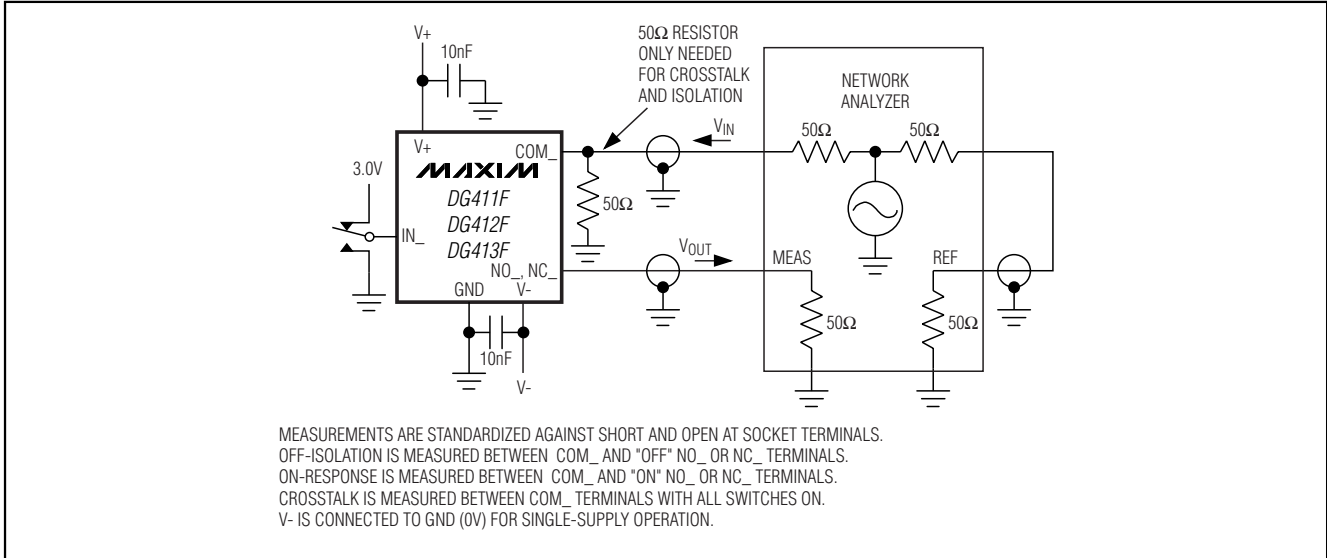 V+
10nF
50Ω RESISTOR
ONLY NEEDED
FOR CROSSTALK
AND ISOLATION
NETWORK
ANALYZER
VIN
50Ω
50Ω
V+
COM_
MAXIM
3.0V
DG411F
DG412F
DG413F
50Ω
IN_
VOUT
MEAS
REF
NO_, NC_
GND
V-
50Ω
50Ω
10nF
V-
MEASUREMENTS ARE STANDARDIZED AGAINST SHORT AND OPEN AT SOCKET TERMINALS.
OFF-ISOLATION IS MEASURED BETWEEN COM_ AND "OFF" NO_ OR NC_ TERMINALS.
ON-RESPONSE IS MEASURED BETWEEN COM_ AND "ON" NO_ OR NC_ TERMINALS.
CROSSTALK IS MEASURED BETWEEN COM_ TERMINALS WITH ALL SWITCHES ON.
V- IS CONNECTED TO GND (0V) FOR SINGLE-SUPPLY OPERATION.